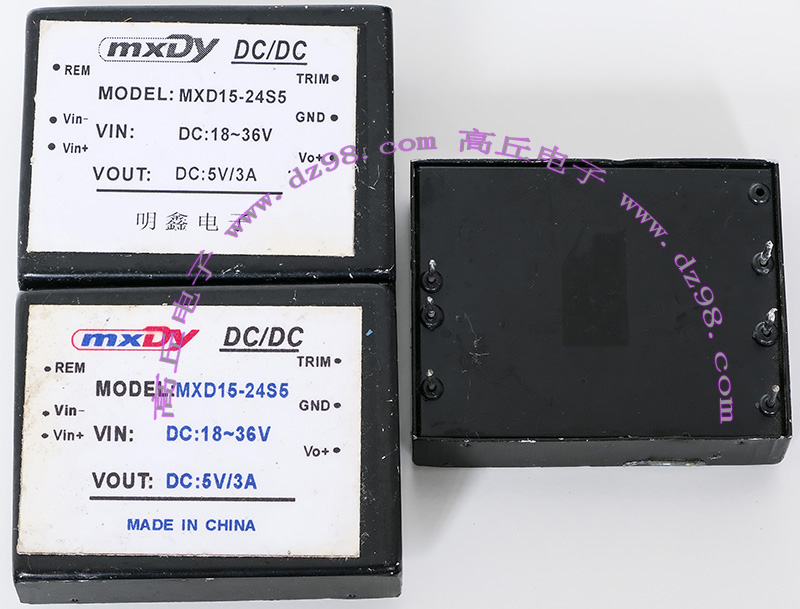 mxDy DC/DC
REM
TRIM
MODEL: MXD15-24S5
Vin-
GND
VIN: DC:18~36V
Vin+
Vo+
VOUT: DC:5V/3A
明鑫电子
mxDy DC/DC
REM
TRIM
MODEL:MXD15-24S5
Vin-
GND
Vin+
VIN: DC:18~36V
Vo+
VOUT: DC:5V/3A
MADE IN CHINA
高丘电子 www.dz98.com 高丘电子 www.dz98.com